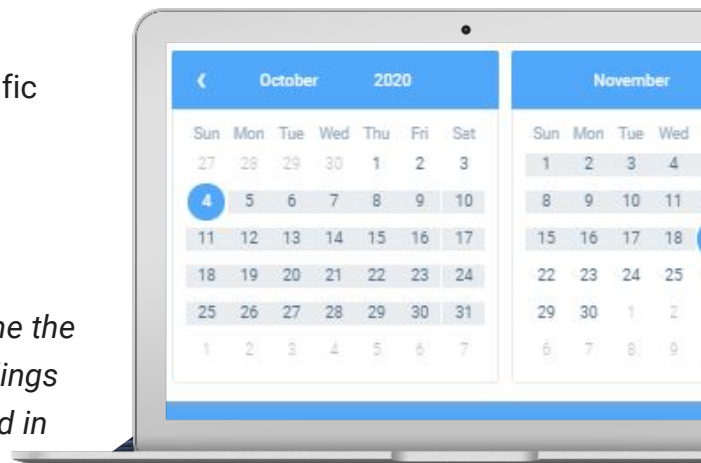 fic
ne the
lings
d in
October 2020
Sun Mon Tue Wed Thu Fri Sat
27 28 29 30 1 2 3
4 5 6 7 8 9 10
11 12 13 14 15 16 17
18 19 20 21 22 23 24
25 26 27 28 29 30 31
1 2 3 4 5 6 7
November
Sun Mon Tue Wed
1 2 3 4
8 9 10 11
15 16 17 18
22 23 24 25
29 30 1 2
6 7 8 9